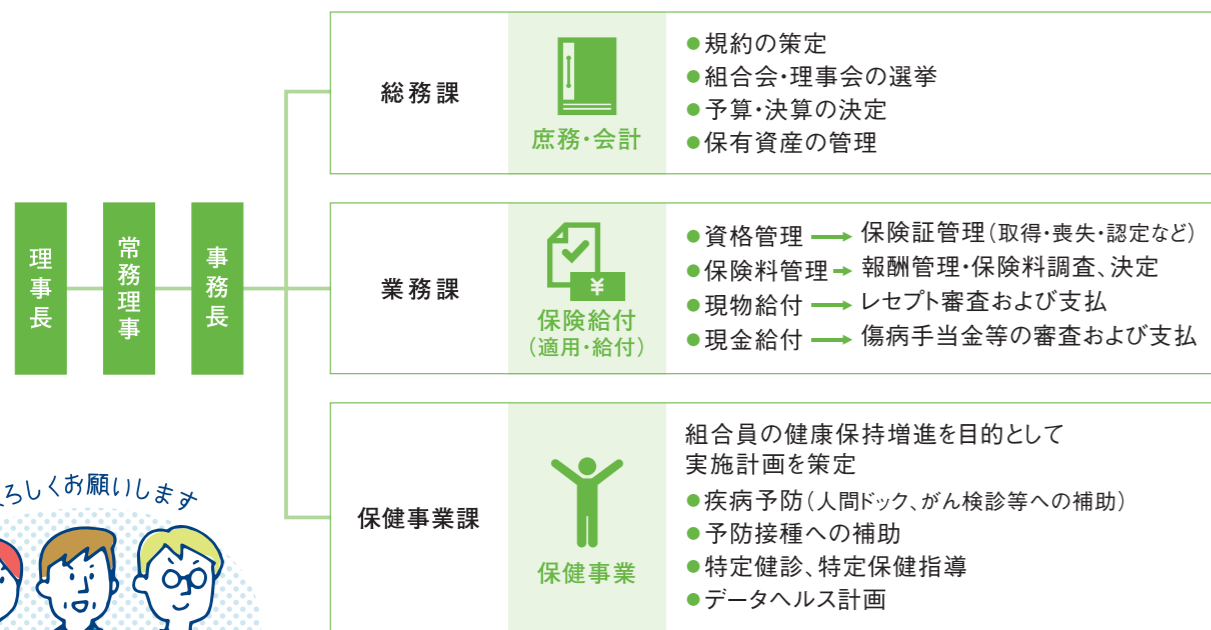 理事長
常務理事
事務長
総務課
庶務・会計
●規約の策定
●組合会・理事会の選挙
●予算・決算の決定
●保有資産の管理
業務課
¥
保険給付
(適用・給付)
●資格管理 → 保険証管理(取得・喪失・認定など)
●保険料管理 → 報酬管理・保険料調査、決定
●現物給付 → レセプト審査および支払
●現金給付 → 傷病手当金等の審査および支払
保健事業課
保健事業
組合員の健康保持増進を目的として
実施計画を策定
●疾病予防(人間ドック、がん検診等への補助)
●予防接種への補助
●特定健診、特定保健指導
●データヘルス計画
ろしくお願いします